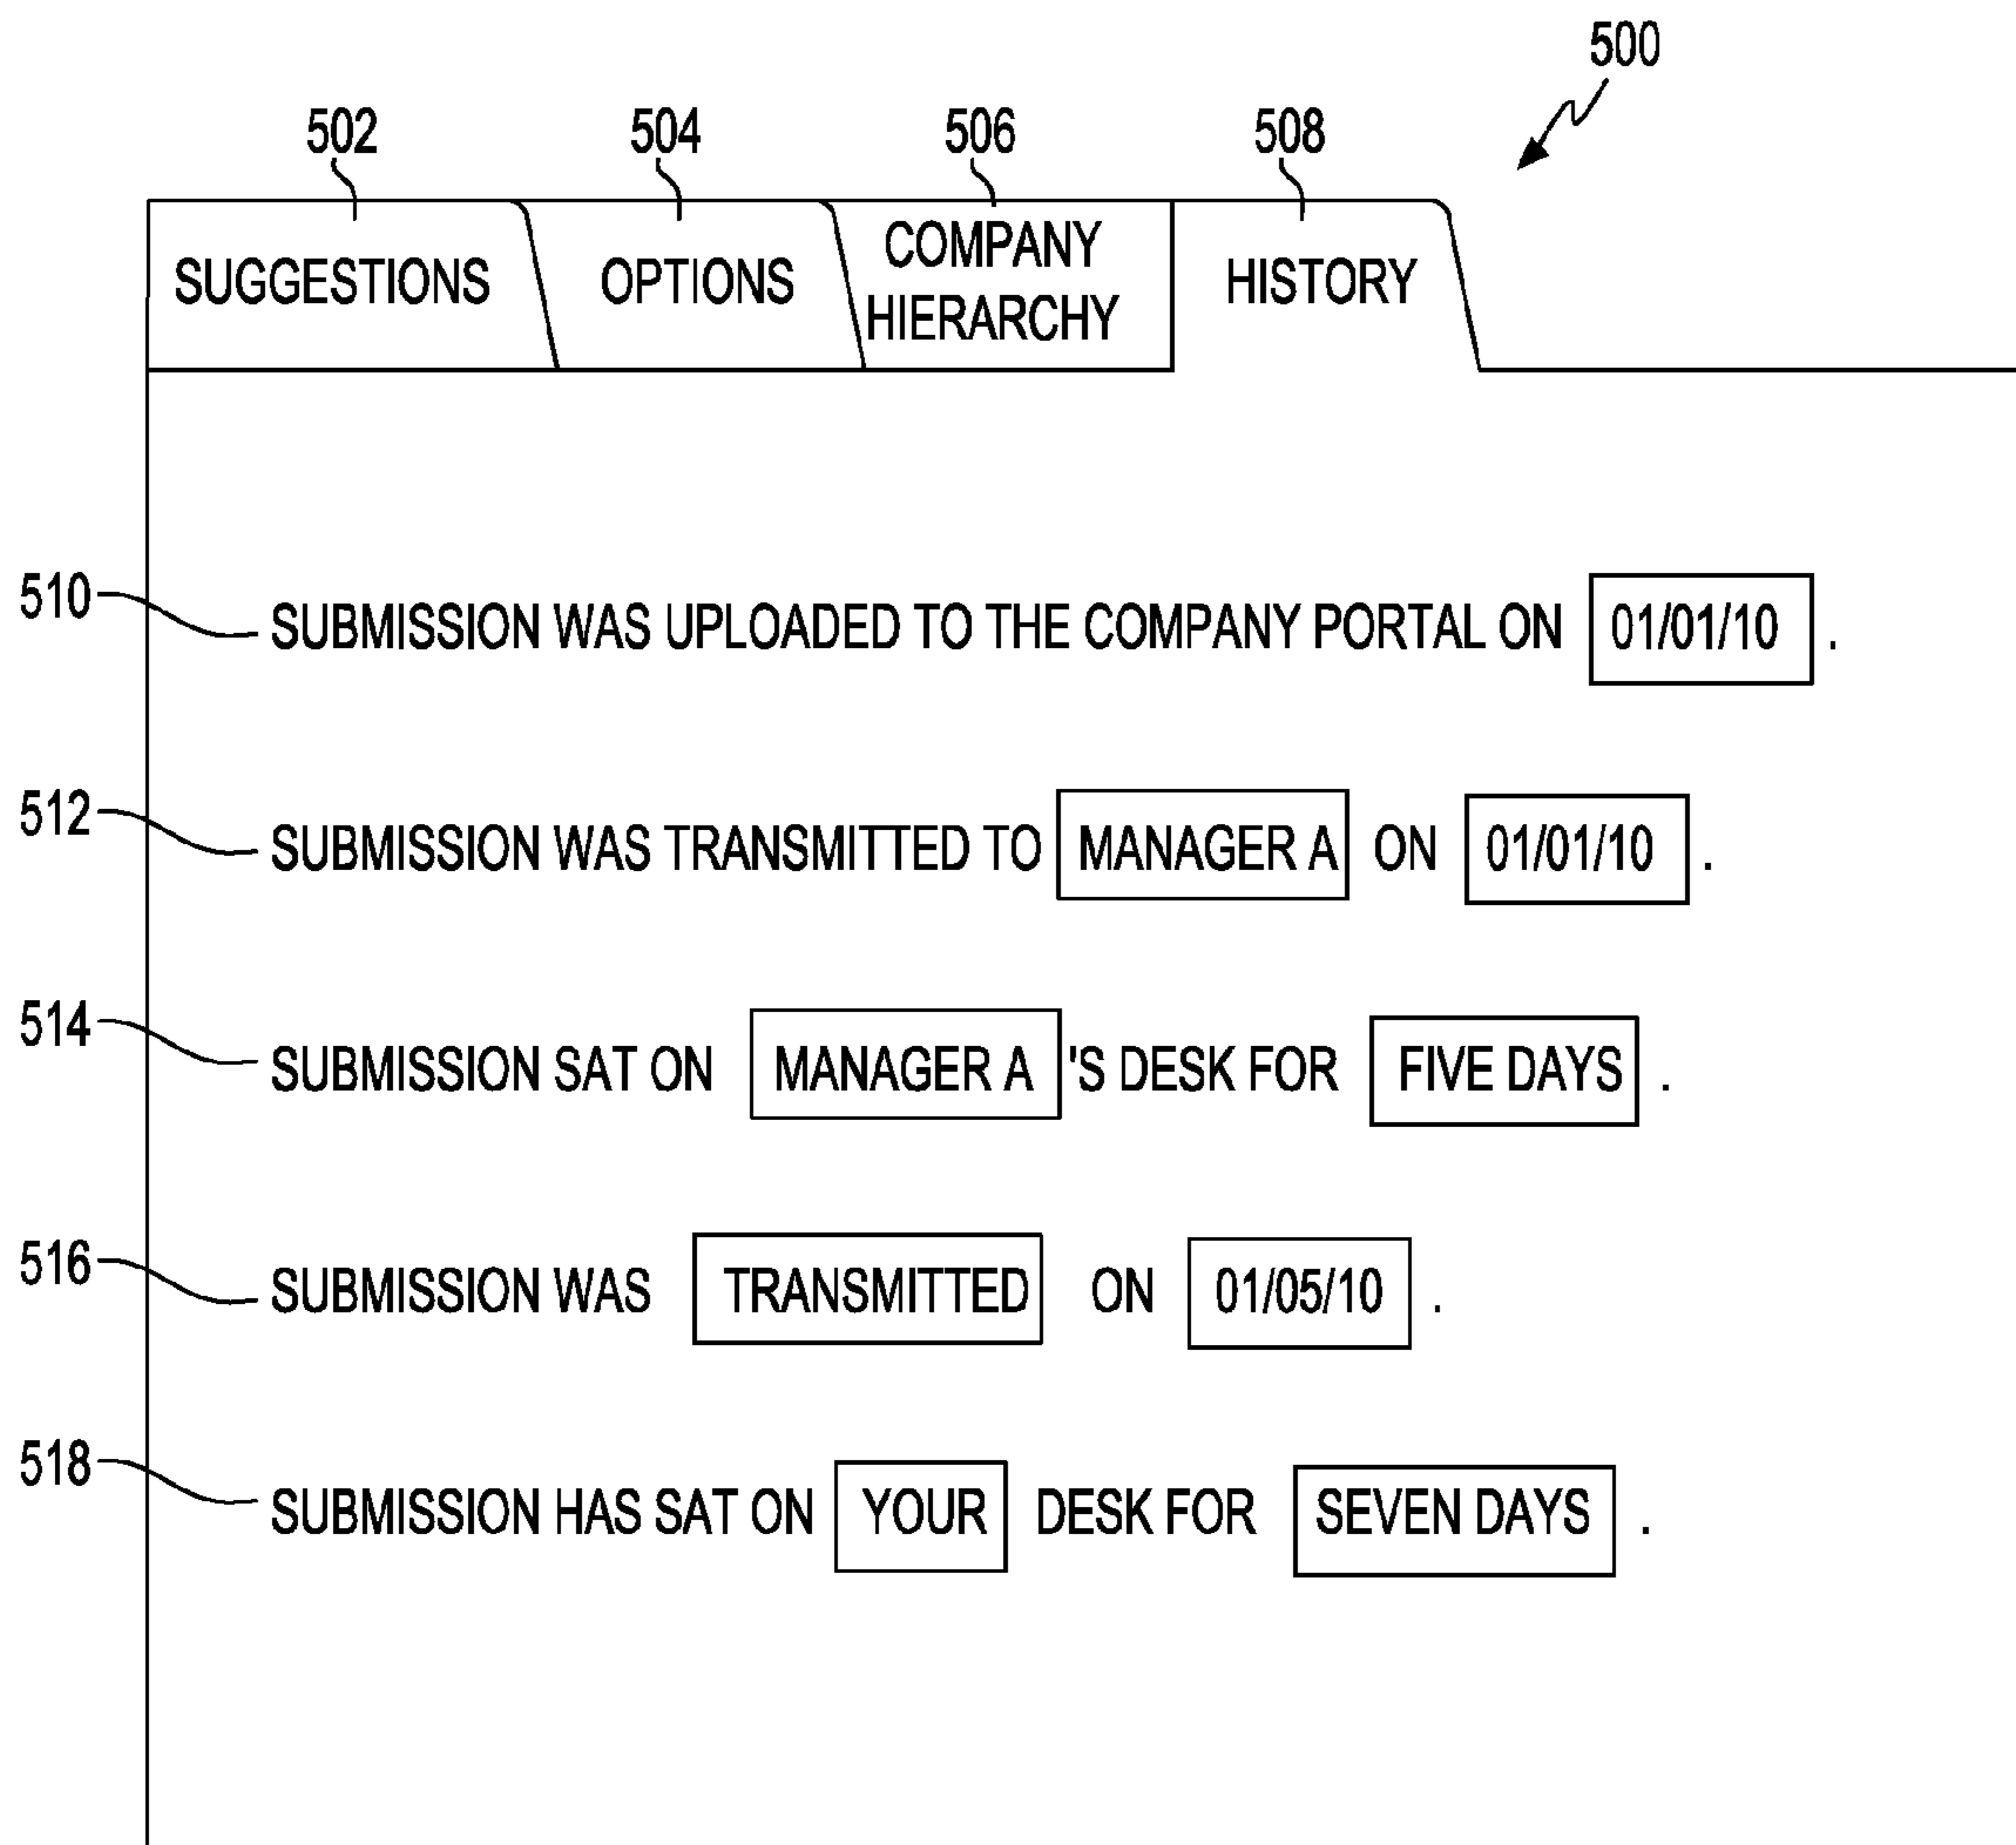 500
502 504 506 508
SUGGESTIONS OPTIONS COMPANY HIERARCHY HISTORY
510 SUBMISSION WAS UPLOADED TO THE COMPANY PORTAL ON 01/01/10 .
512 SUBMISSION WAS TRANSMITTED TO MANAGER A ON 01/01/10 .
514 SUBMISSION SAT ON MANAGER A 'S DESK FOR FIVE DAYS .
516 SUBMISSION WAS TRANSMITTED ON 01/05/10 .
518 SUBMISSION HAS SAT ON YOUR DESK FOR SEVEN DAYS .